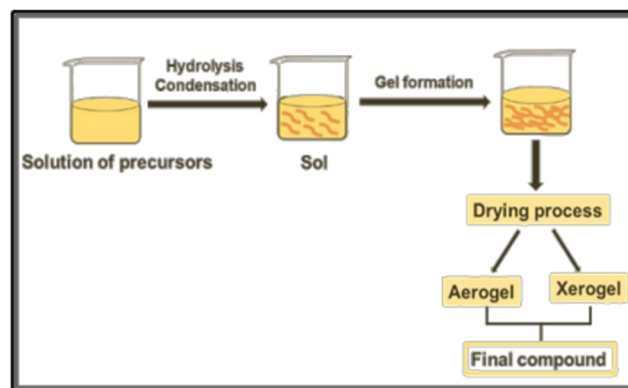 Hydrolysis
Condensation
Gel formation
Solution of precursors
Sol
Drying process
Aerogel
Xerogel
Final compound